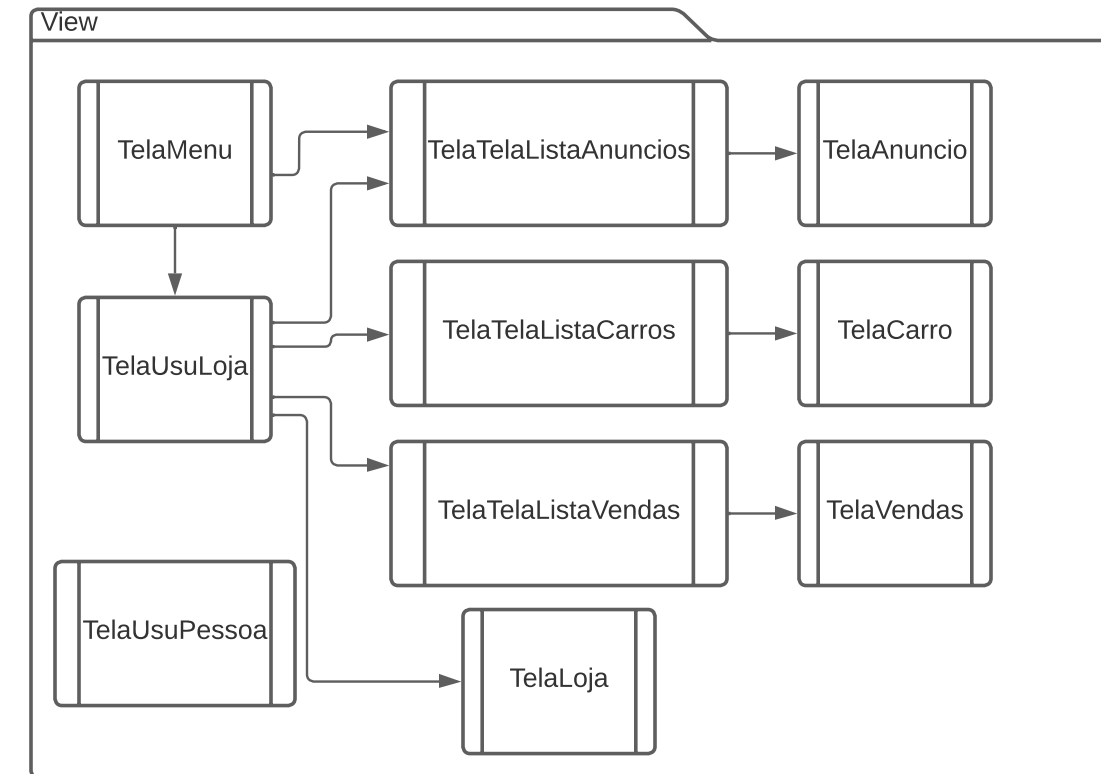 View
TelaMenu
TelaTelaListaAnuncios
TelaAnuncio
TelaUsuLoja
TelaTelaListaCarros
TelaCarro
TelaTelaListaVendas
TelaVendas
TelaUsuPessoa
TelaLoja